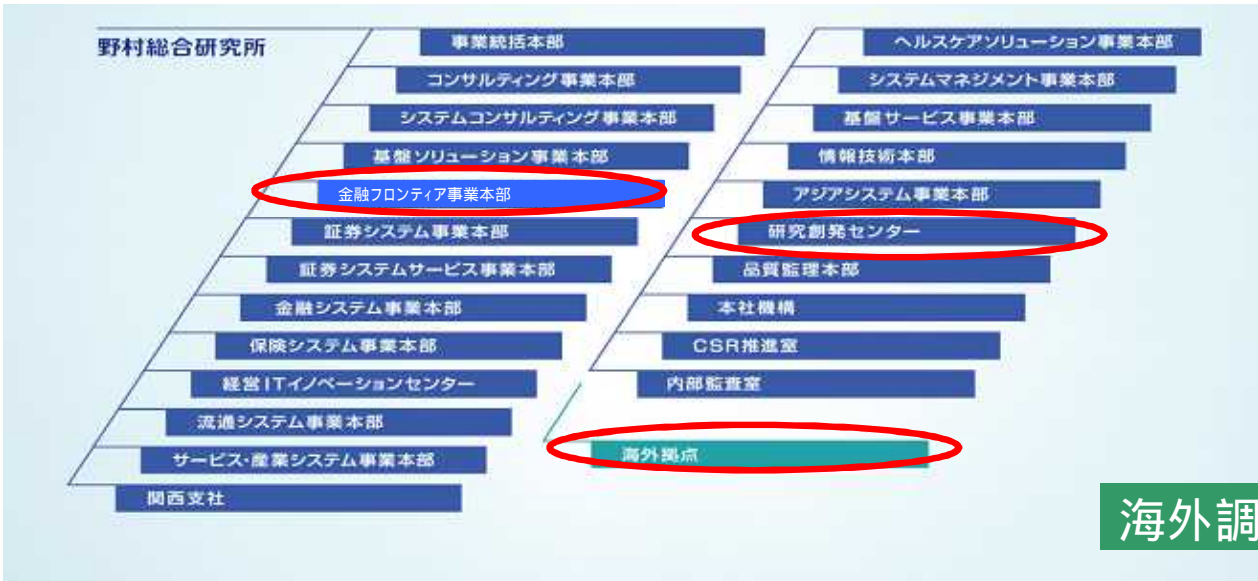 野村総合研究所
事業統括本部
コンサルティング事業本部
システムコンサルティング事業本部
基盤ソリューション事業本部
金融フロンティア事業本部
証券システム事業本部
証券システムサービス事業本部
金融システム事業本部
保険システム事業本部
経営ITイノベーションセンター
流通システム事業本部
サービス・産業システム事業本部
関西支社
ヘルスケアソリューション事業本部
システムマネジメント事業本部
基盤サービス事業本部
情報技術本部
アジアシステム事業本部
研究創発センター
品質監理本部
本社機構
CSR推進室
内部監査室
海外拠点
海外調